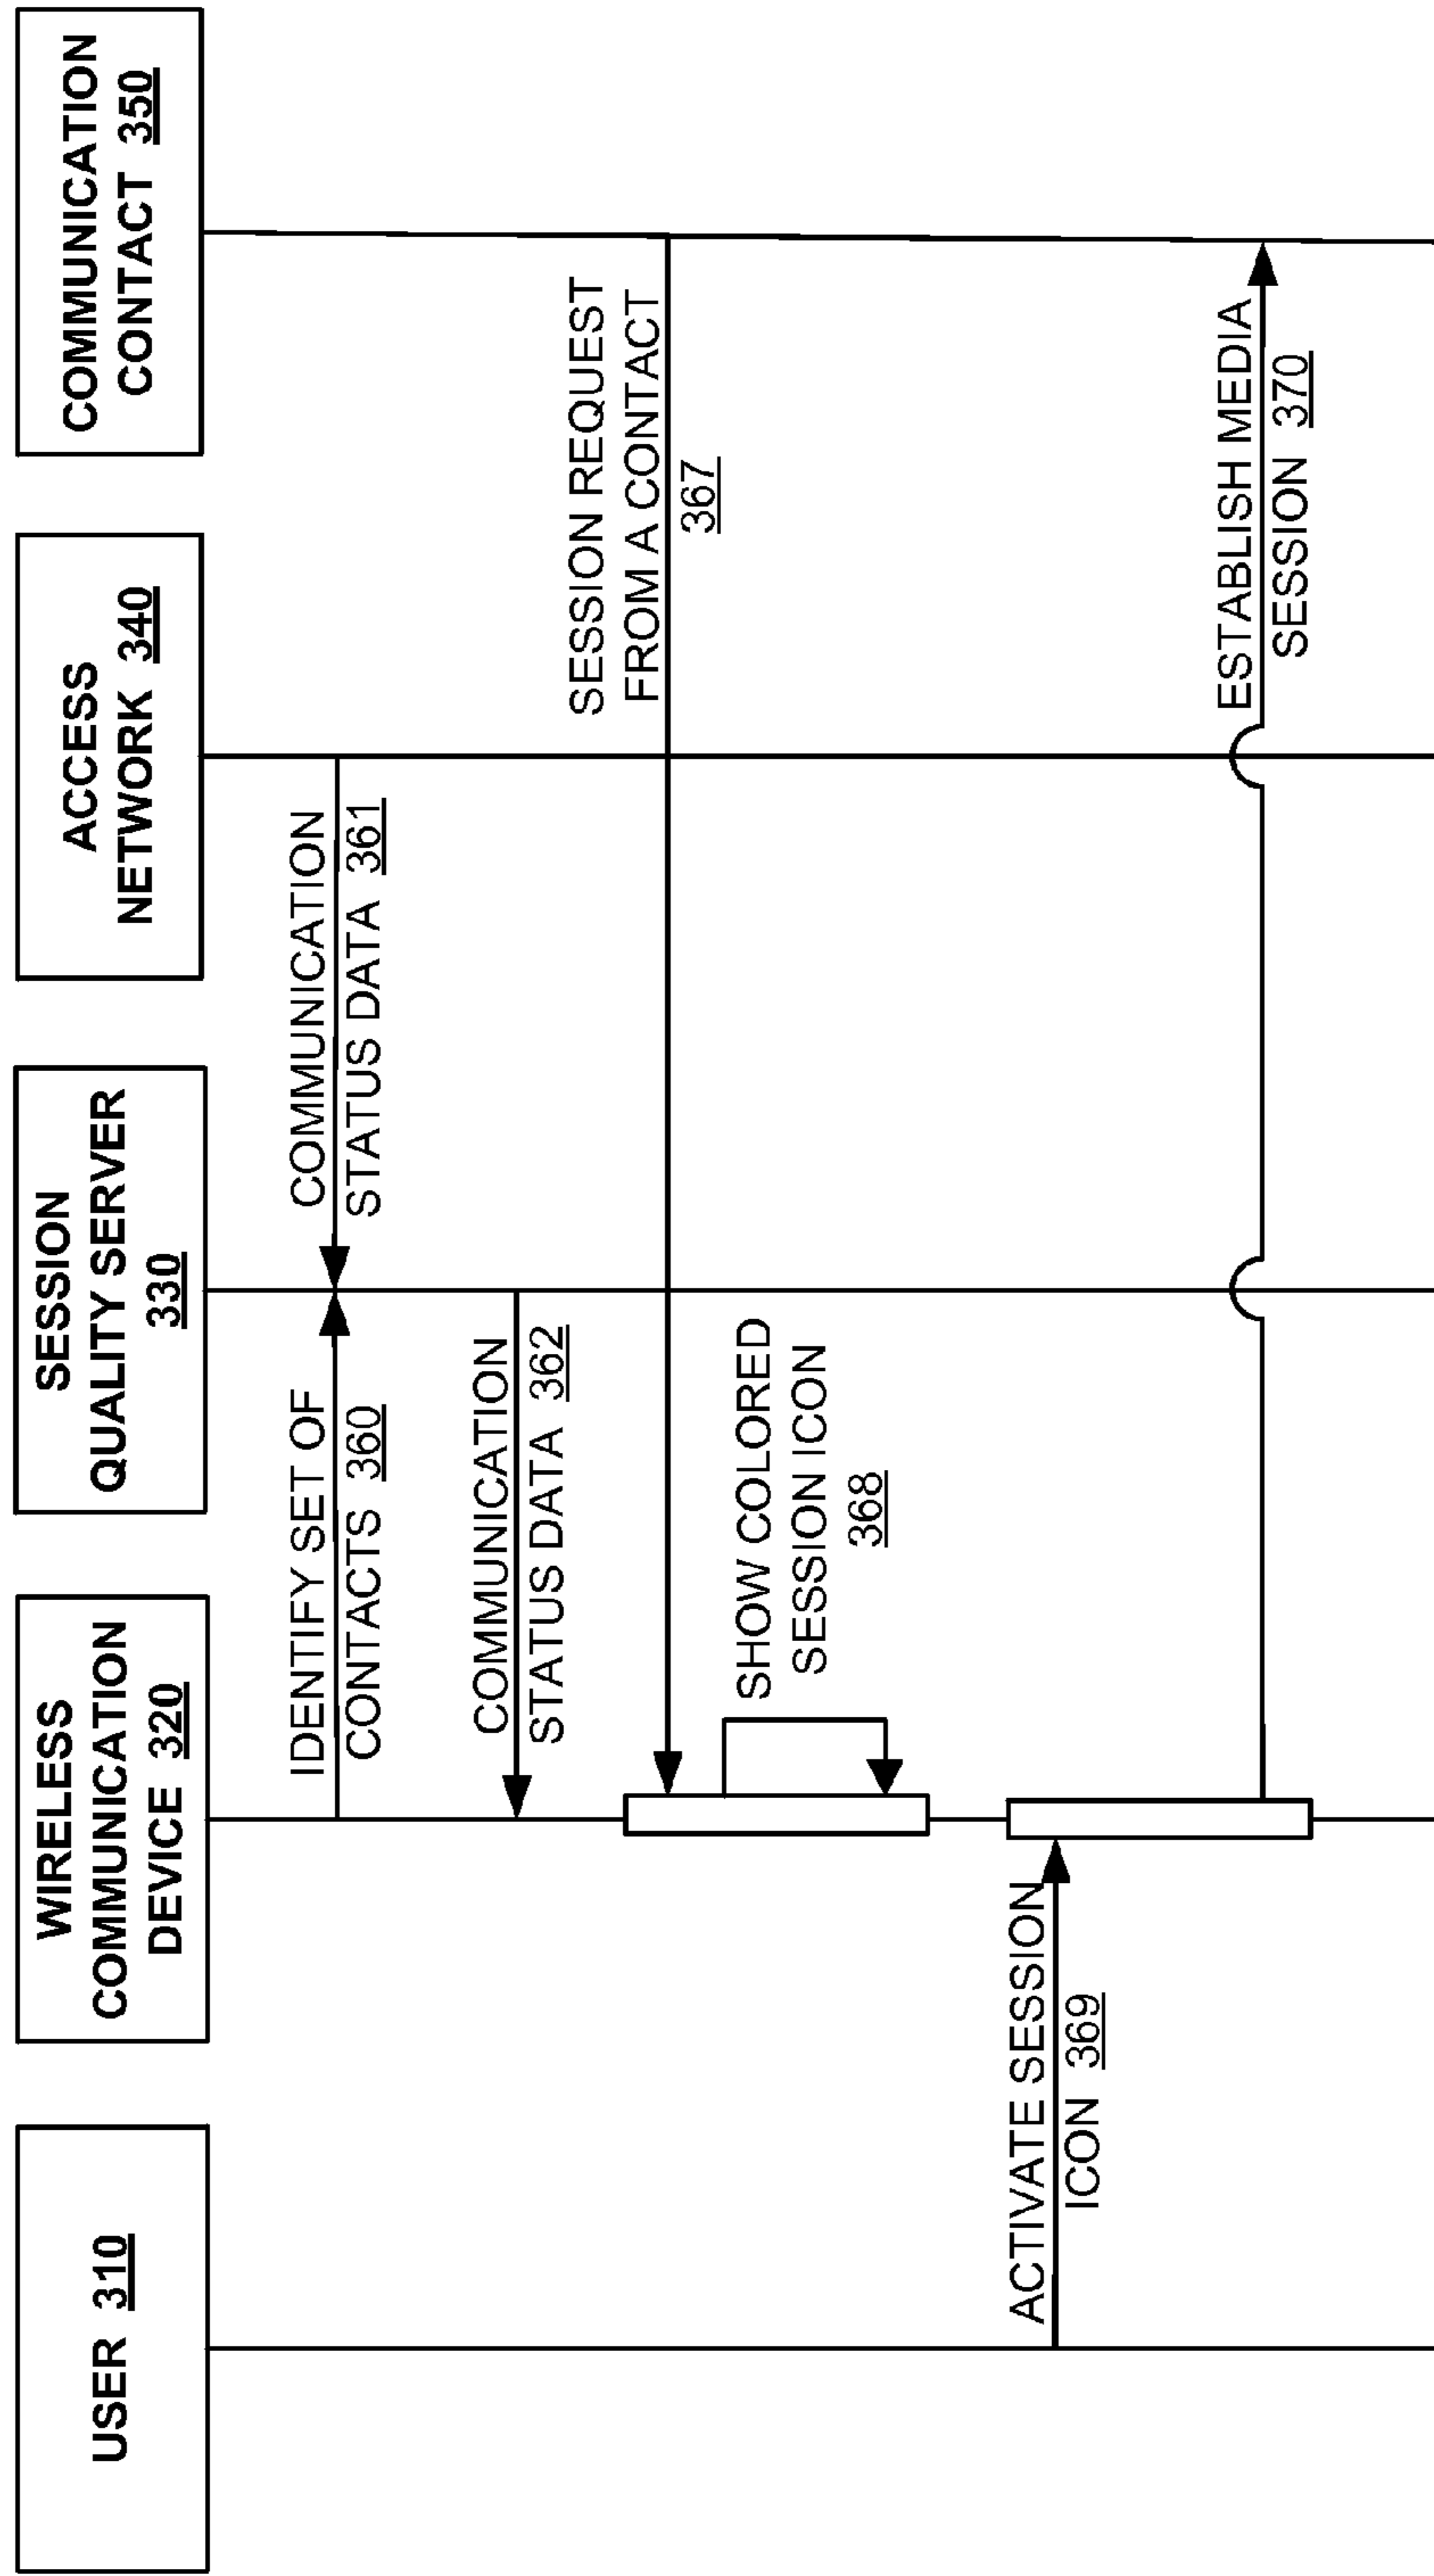 USER 310
WIRELESS
COMMUNICATION
DEVICE 320
SESSION
QUALITY SERVER
330
ACCESS
NETWORK 340
COMMUNICATION
CONTACT 350
IDENTIFY SET OF
CONTACTS 360
COMMUNICATION
STATUS DATA 361
COMMUNICATION
STATUS DATA 362
SESSION REQUEST
FROM A CONTACT
367
SHOW COLORED
SESSION ICON
368
ACTIVATE SESSION
ICON 369
ESTABLISH MEDIA
SESSION 370